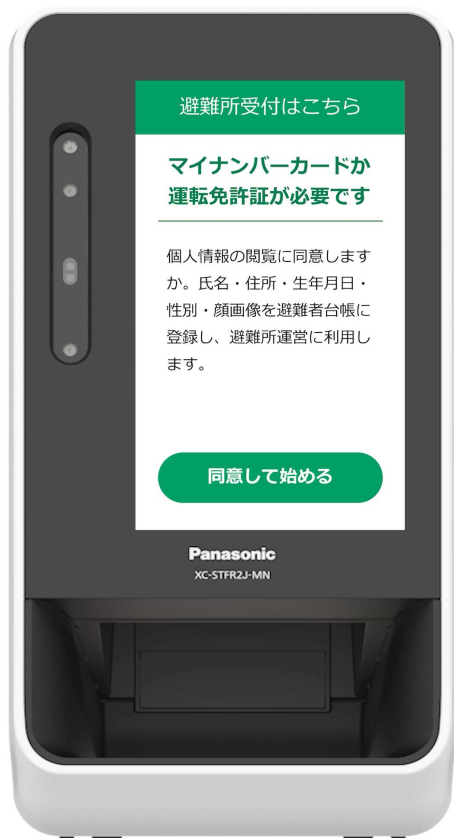 避難所受付はこちら
マイナンバーカードか
運転免許証が必要です
個人情報の閲覧に同意します
か。氏名・住所・生年月日・
性別・顔画像を避難者台帳に
登録し、避難所運営に利用し
ます。
同意して始める
Panasonic
XC-STFR2J-MN